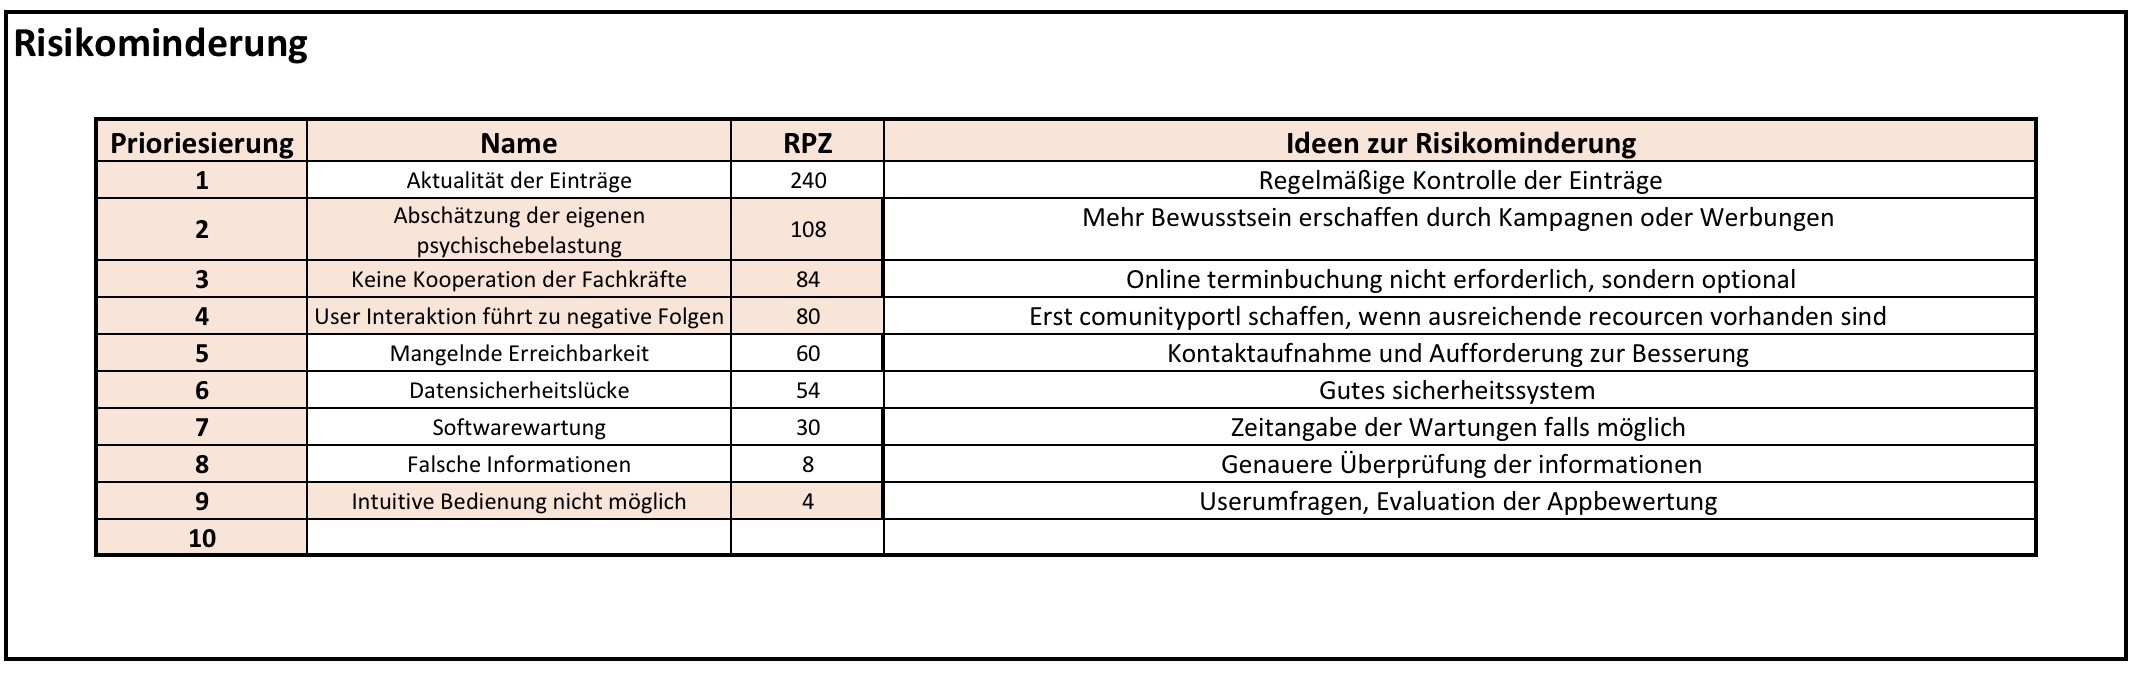 Risikominderung
Prioriesierung Name RPZ Ideen zur Risikominderung
1 Aktualität der Einträge 240 Regelmäßige Kontrolle der Einträge
2 Abschätzung der eigenen psychischebelastung 108 Mehr Bewusstsein erschaffen durch Kampagnen oder Werbungen
3 Keine Kooperation der Fachkräfte 84 Online terminbuchung nicht erforderlich, sondern optional
4 User Interaktion führt zu negative Folgen 80 Erst comunityportl schaffen, wenn ausreichende recourcen vorhanden sind
5 Mangelnde Erreichbarkeit 60 Kontaktaufnahme und Aufforderung zur Besserung
6 Datensicherheitslücke 54 Gutes sicherheitssystem
7 Softwarewartung 30 Zeitangabe der Wartungen falls möglich
8 Falsche Informationen 8 Genauere Überprüfung der informationen
9 Intuitive Bedienung nicht möglich 4 Userumfragen, Evaluation der Appbewertung
10